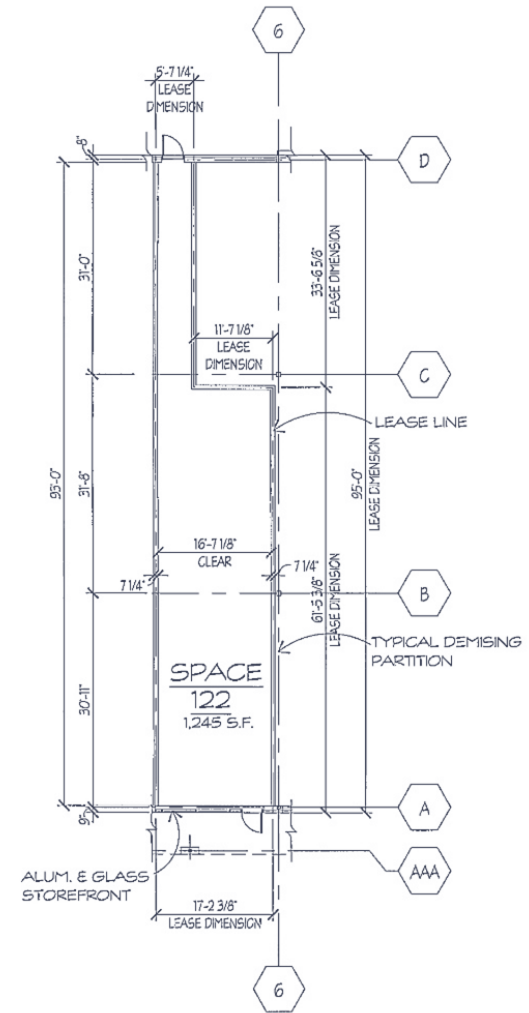 6
5'-7 1/4"
LEASE
DIMENSION
8"
D
31'-0"
33'-6 5/8"
LEASE DIMENSION
11'-7 1/8"
LEASE
DIMENSION
C
LEASE LINE
93'-0"
31'-8"
95'-0"
LEASE DIMENSION
16'-7 1/8"
CLEAR
7 1/4"
7 1/4"
B
61'-5 3/8"
LEASE DIMENSION
TYPICAL DEMISING
PARTITION
SPACE
122
1,245 S.F.
30'-11"
9"
A
AAA
ALUM. & GLASS
STOREFRONT
17'-2 3/8"
LEASE DIMENSION
6